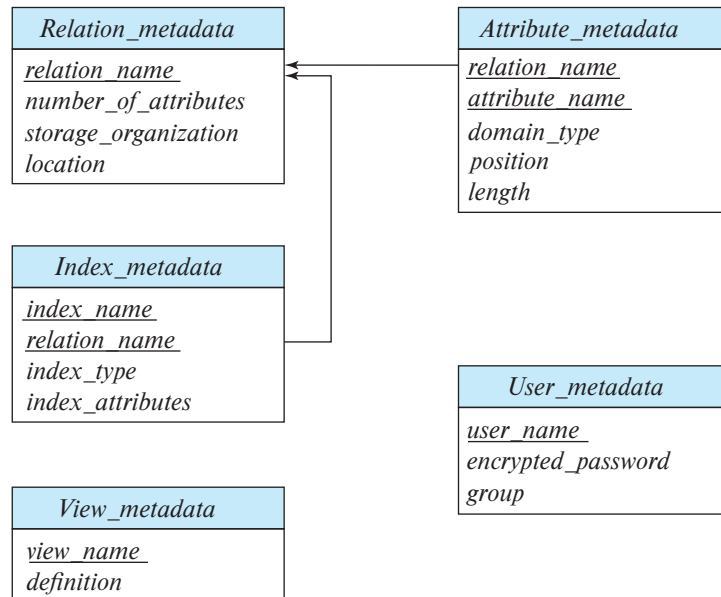 Relation_metadata
relation_name
number_of_attributes
storage_organization
location
Attribute_metadata
relation_name
attribute_name
domain_type
position
length
Index_metadata
index_name
relation_name
index_type
index_attributes
User_metadata
user_name
encrypted_password
group
View_metadata
view_name
definition